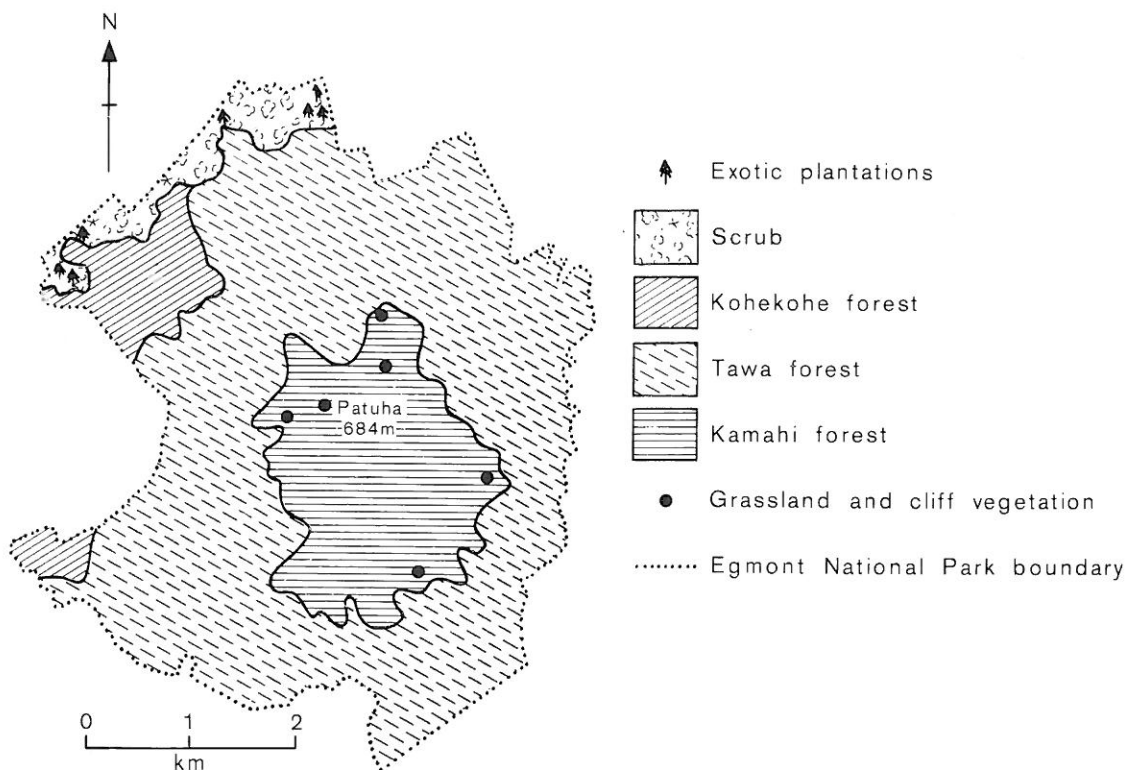 N
Exotic plantations
Scrub
Kohekohe forest
Tawa forest
Patuha
684m
Kamahi forest
Grassland and cliff vegetation
Egmont National Park boundary
0 1 2
km